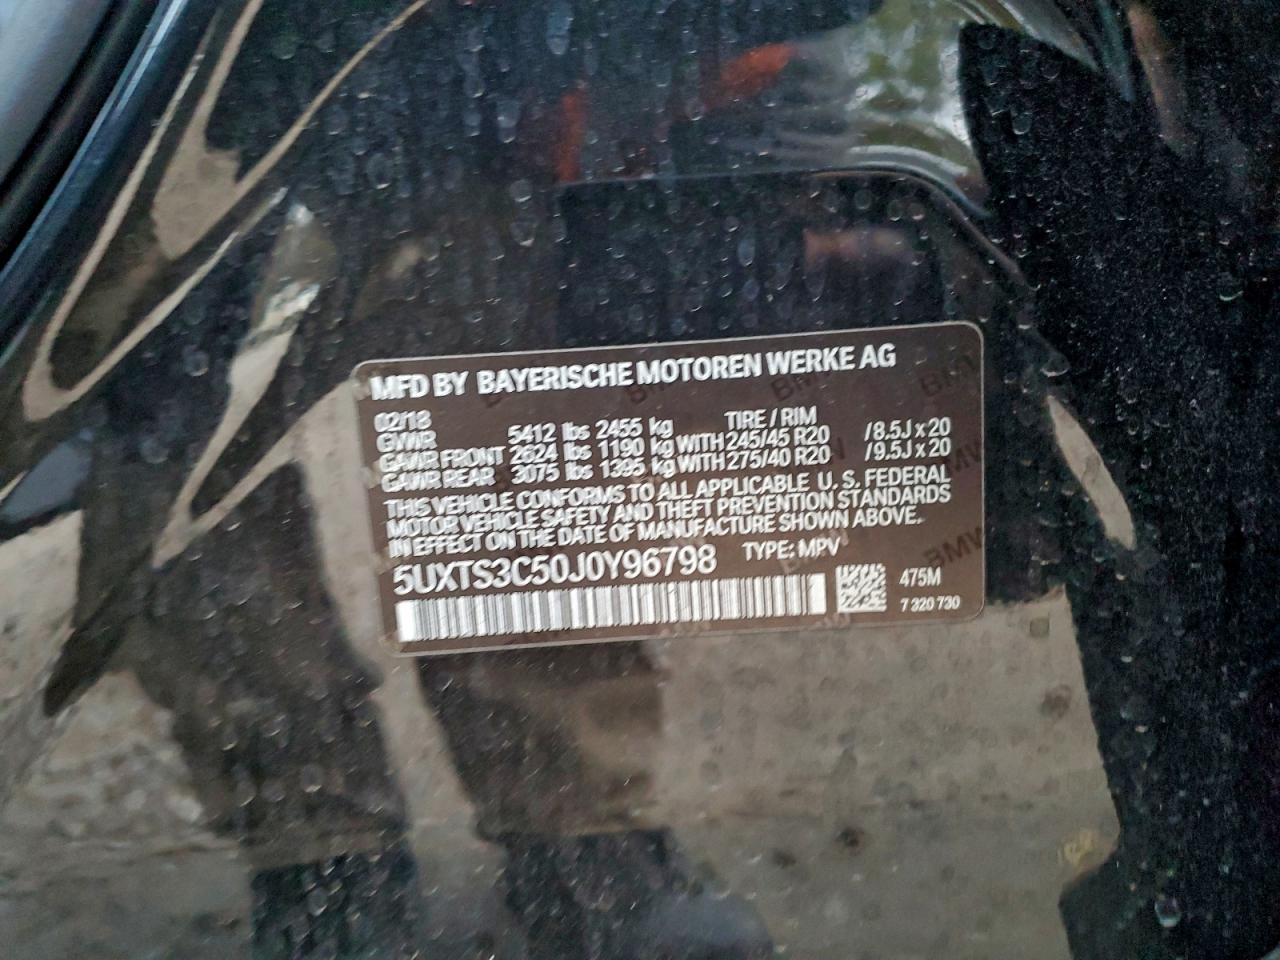 MFD BY BAYERISCHE MOTOREN WERKE AG
02/18
GVWR 5412 lbs 2455 kg TIRE / RIM
GAWR FRONT 2624 lbs 1190 kg WITH 245/45 R20 /8.5J x 20
GAWR REAR 3075 lbs 1395 kg WITH 275/40 R20 /9.5J x 20
THIS VEHICLE CONFORMS TO ALL APPLICABLE U. S. FEDERAL
MOTOR VEHICLE SAFETY AND THEFT PREVENTION STANDARDS
IN EFFECT ON THE DATE OF MANUFACTURE SHOWN ABOVE.
5UXTS3C50J0Y96798 TYPE: MPV
475M
7 320 730